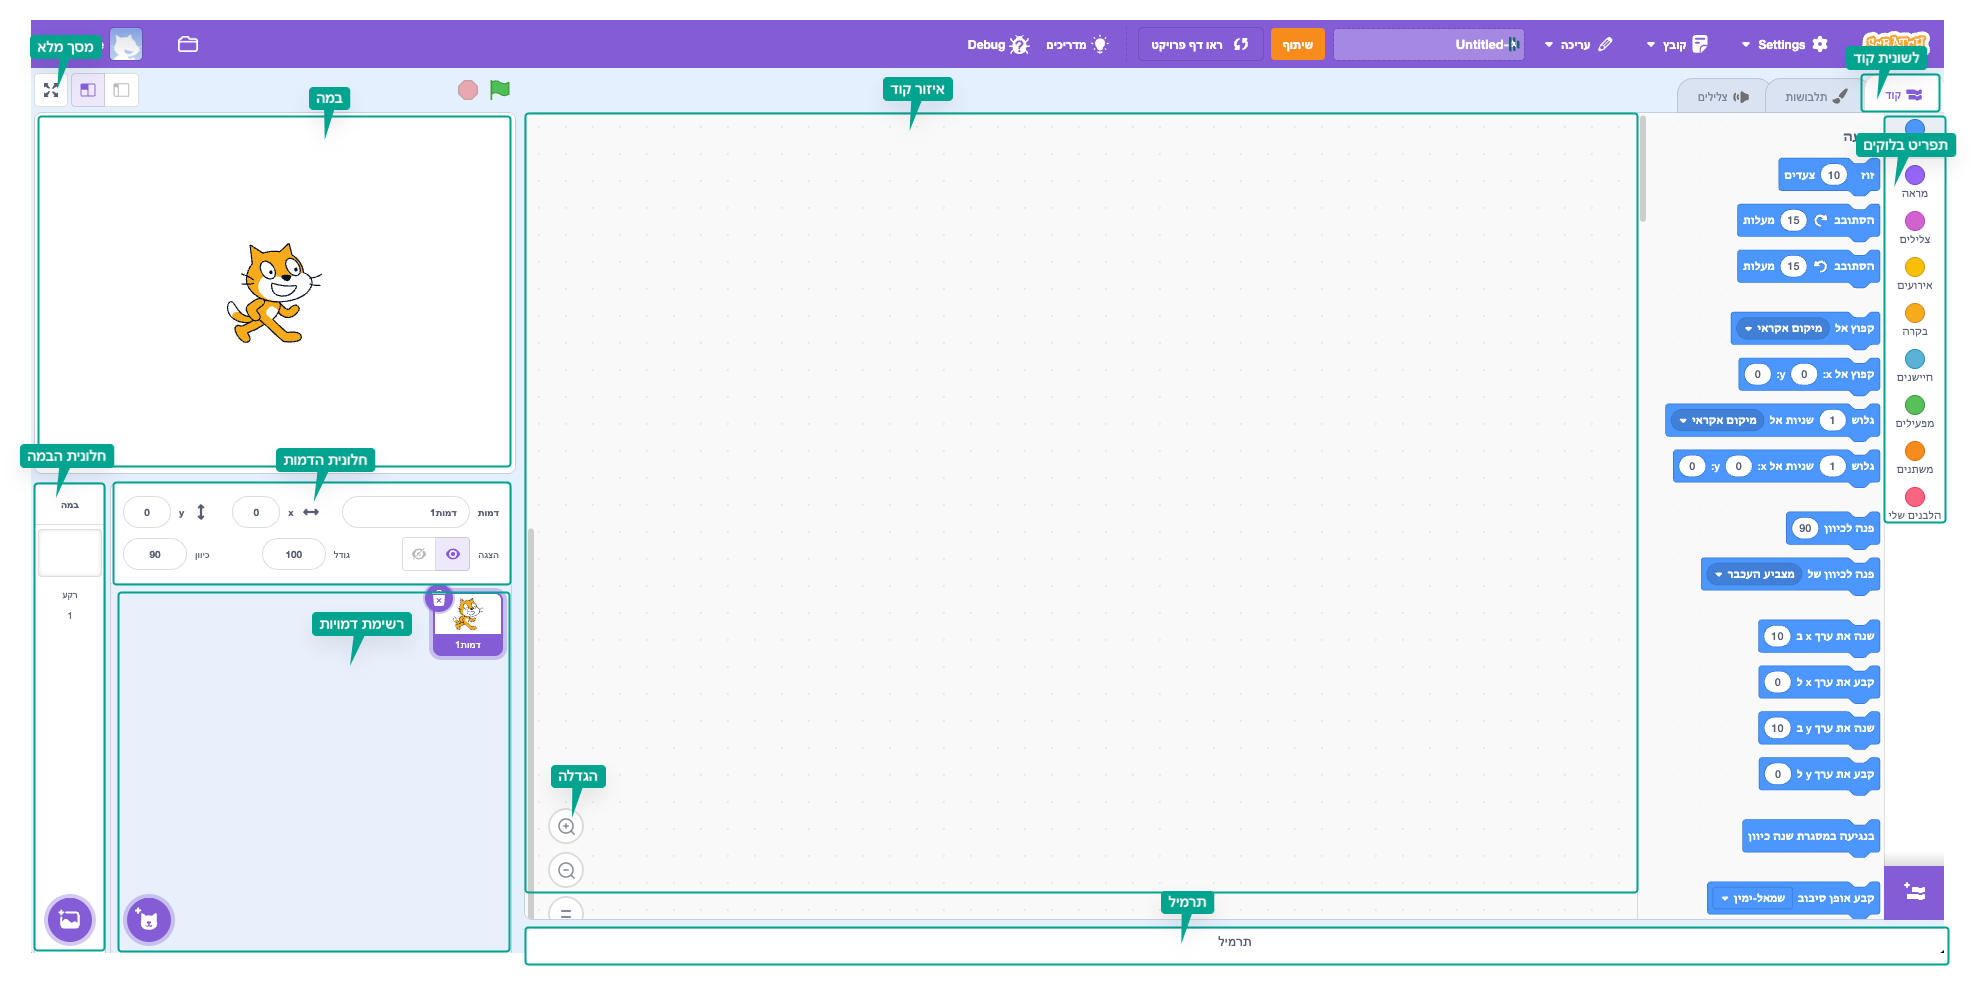 SCRATCH
Settings
קובץ
עריכה
Untitled-
שיתוף
ראו דף פרויקט
מדריכים
Debug
מסך מלא
לשונית קוד
קוד
תלבושות
צלילים
איזור קוד
במה
תפריט בלוקים
מראה
צלילים
אירועים
בקרה
חיישנים
מפעילים
משתנים
הלבנים שלי
זוז 10 צעדים
הסתובב 15 מעלות
הסתובב 15 מעלות
קפוץ אל מיקום אקראי
קפוץ אל x: 0 y: 0
גלוש 1 שניות אל מיקום אקראי
גלוש 1 שניות אל x: 0 y: 0
פנה לכיוון 90
פנה לכיוון של מצביע העכבר
שנה את ערך x ב 10
קבע את ערך x ל 0
שנה את ערך y ב 10
קבע את ערך y ל 0
בנגיעה במסגרת שנה כיוון
קבע אופן סיבוב שמאל-ימין
חלונית הדמות
דמות דמות1 x 0 y 0
הצגה גודל 100 כיוון 90
רשימת דמויות
דמות1
חלונית הבמה
במה
רקע
1
הגדלה
תרמיל
תרמיל